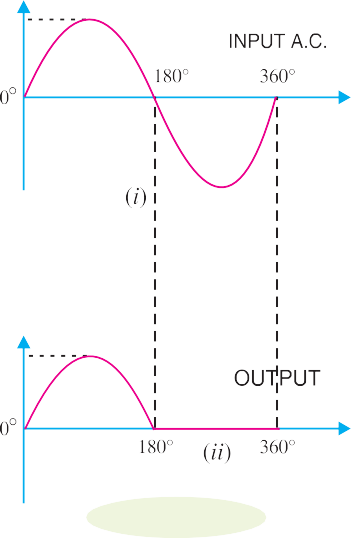 INPUT A.C.
180° 360°
0°
(i)
OUTPUT
0°
180° (ii) 360°